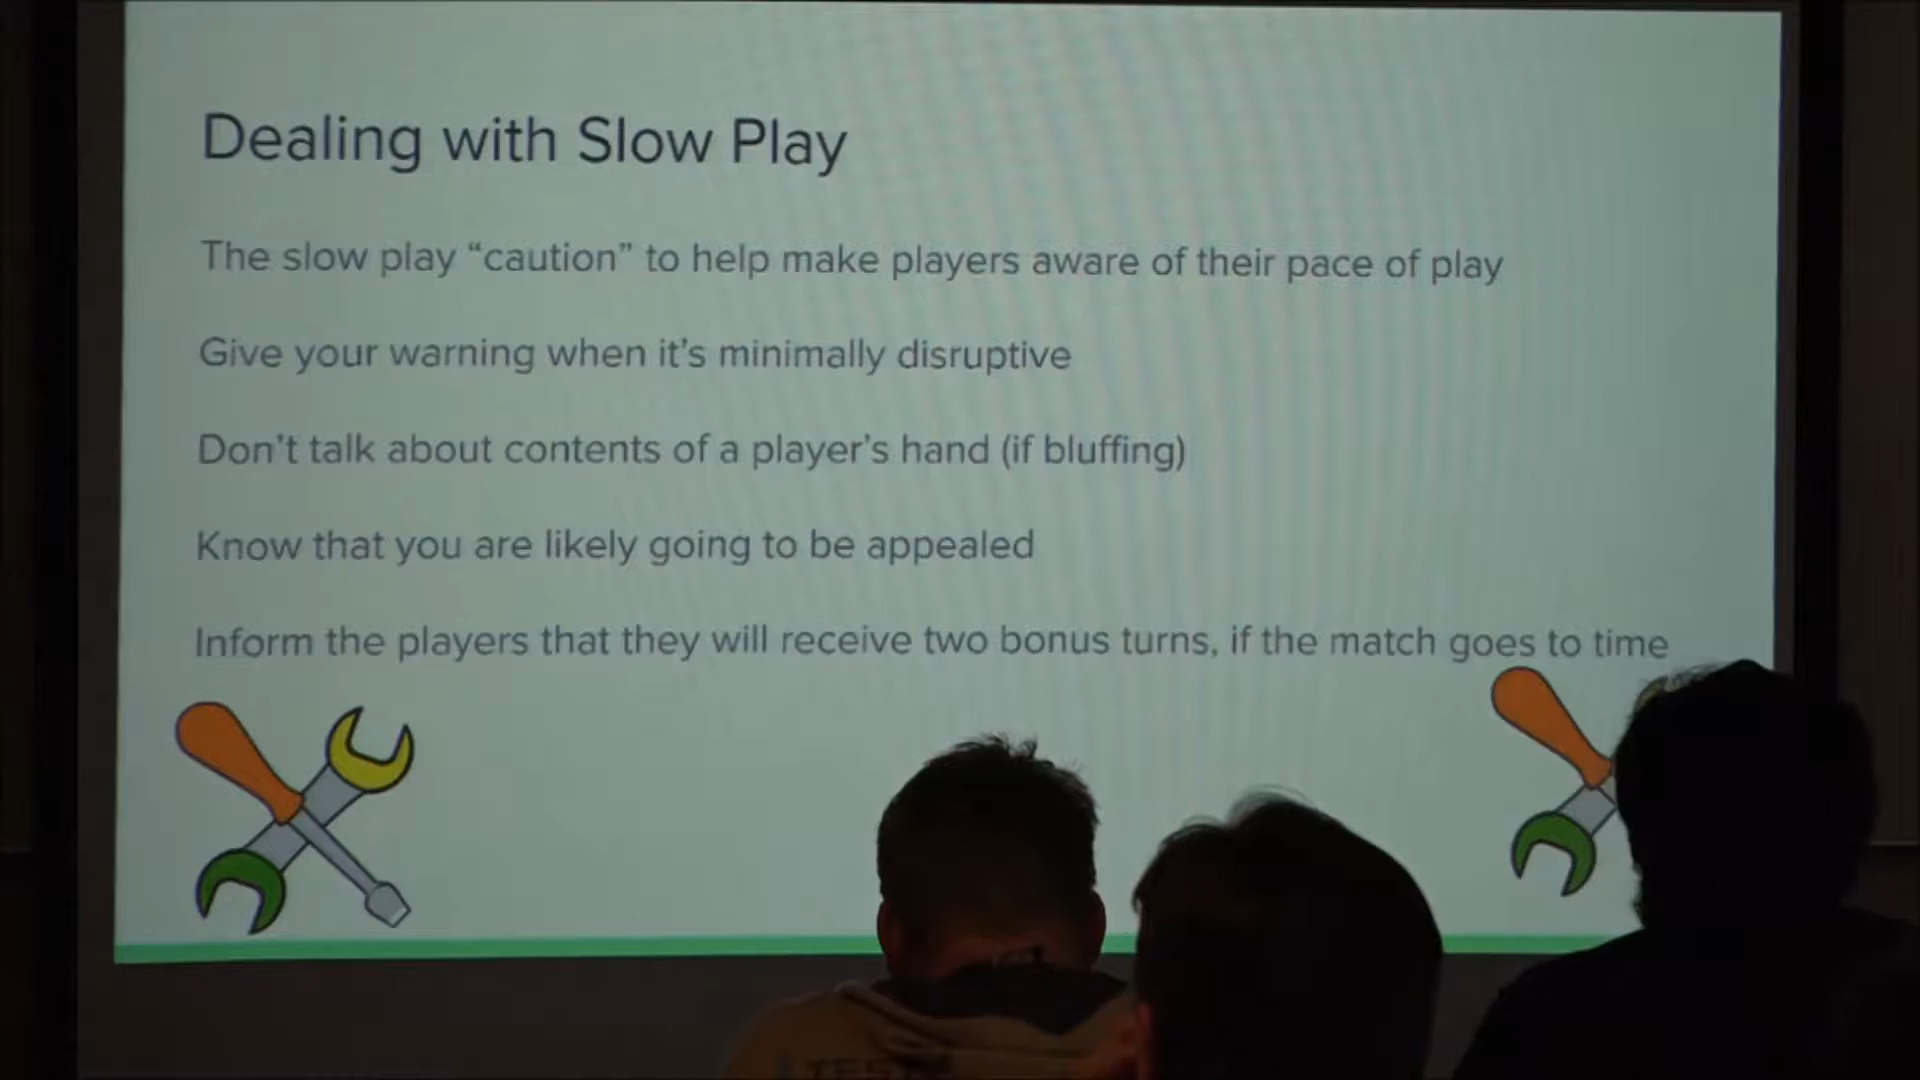 Dealing with Slow Play
The slow play “caution” to help make players aware of their pace of play
Give your warning when it’s minimally disruptive
Don’t talk about contents of a player’s hand (if bluffing)
Know that you are likely going to be appealed
Inform the players that they will receive two bonus turns, if the match goes to time